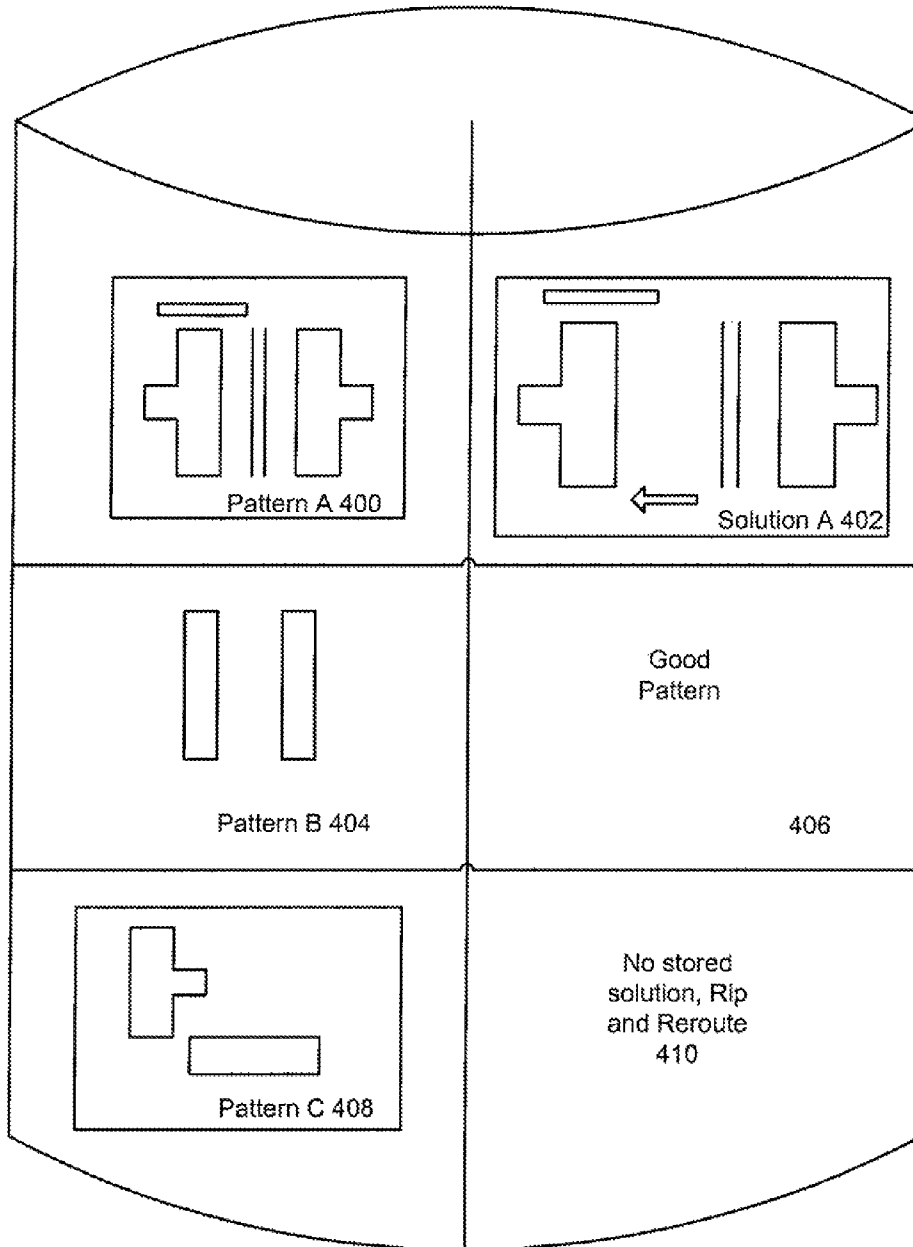 Pattern A 400
Solution A 402
Good
Pattern
Pattern B 404
406
No stored
solution, Rip
and Reroute
410
Pattern C 408